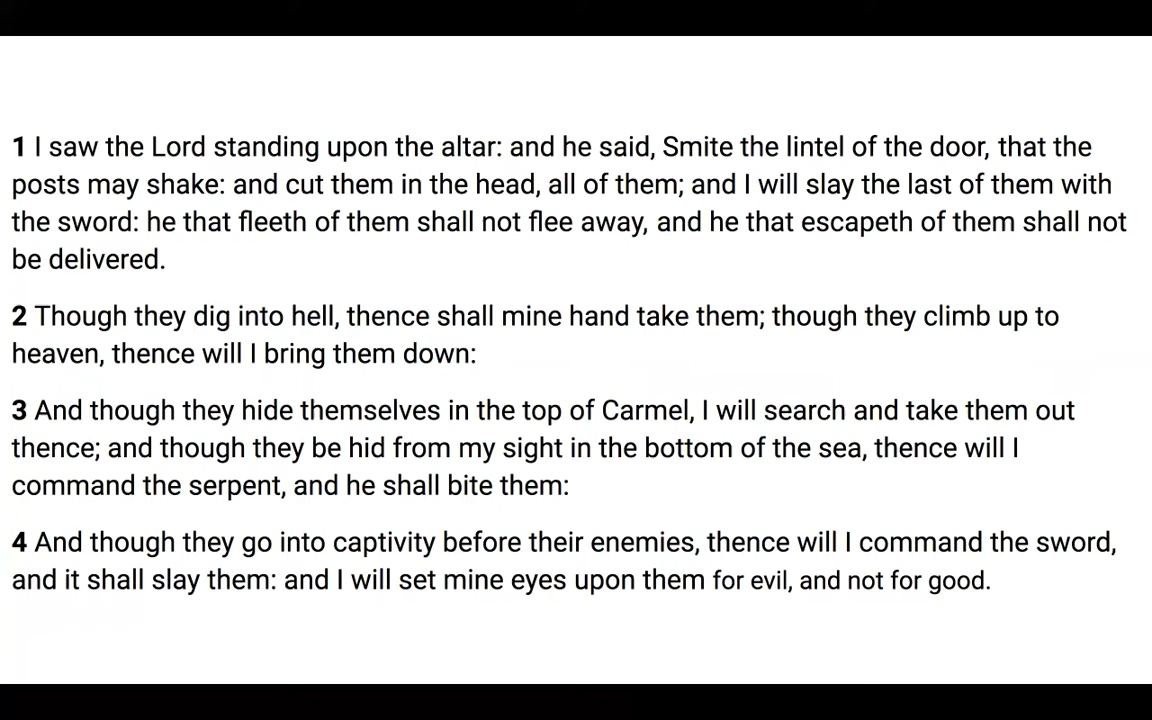 1 I saw the Lord standing upon the altar: and he said, Smite the lintel of the door, that the
posts may shake: and cut them in the head, all of them; and I will slay the last of them with
the sword: he that fleeth of them shall not flee away, and he that escapeth of them shall not
be delivered.
2 Though they dig into hell, thence shall mine hand take them; though they climb up to
heaven, thence will I bring them down:
3 And though they hide themselves in the top of Carmel, I will search and take them out
thence; and though they be hid from my sight in the bottom of the sea, thence will I
command the serpent, and he shall bite them:
4 And though they go into captivity before their enemies, thence will I command the sword,
and it shall slay them: and I will set mine eyes upon them for evil, and not for good.